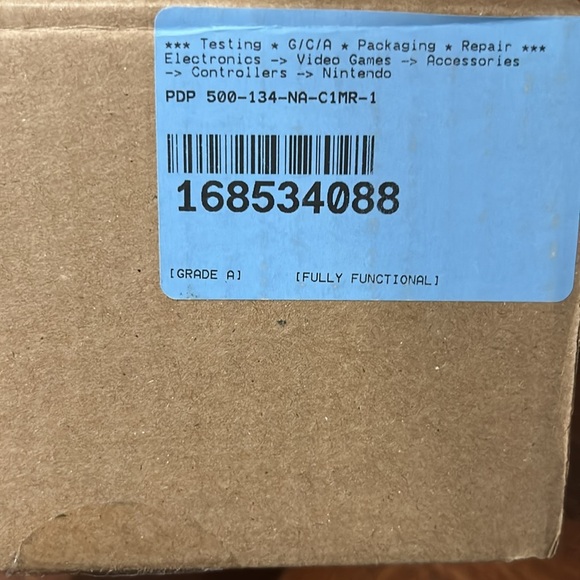 *** Testing * G/C/A * Packaging * Repair ***
Electronics -> Video Games -> Accessories
-> Controllers -> Nintendo
PDP 500-134-NA-C1MR-1
168534088
[GRADE A] [FULLY FUNCTIONAL]